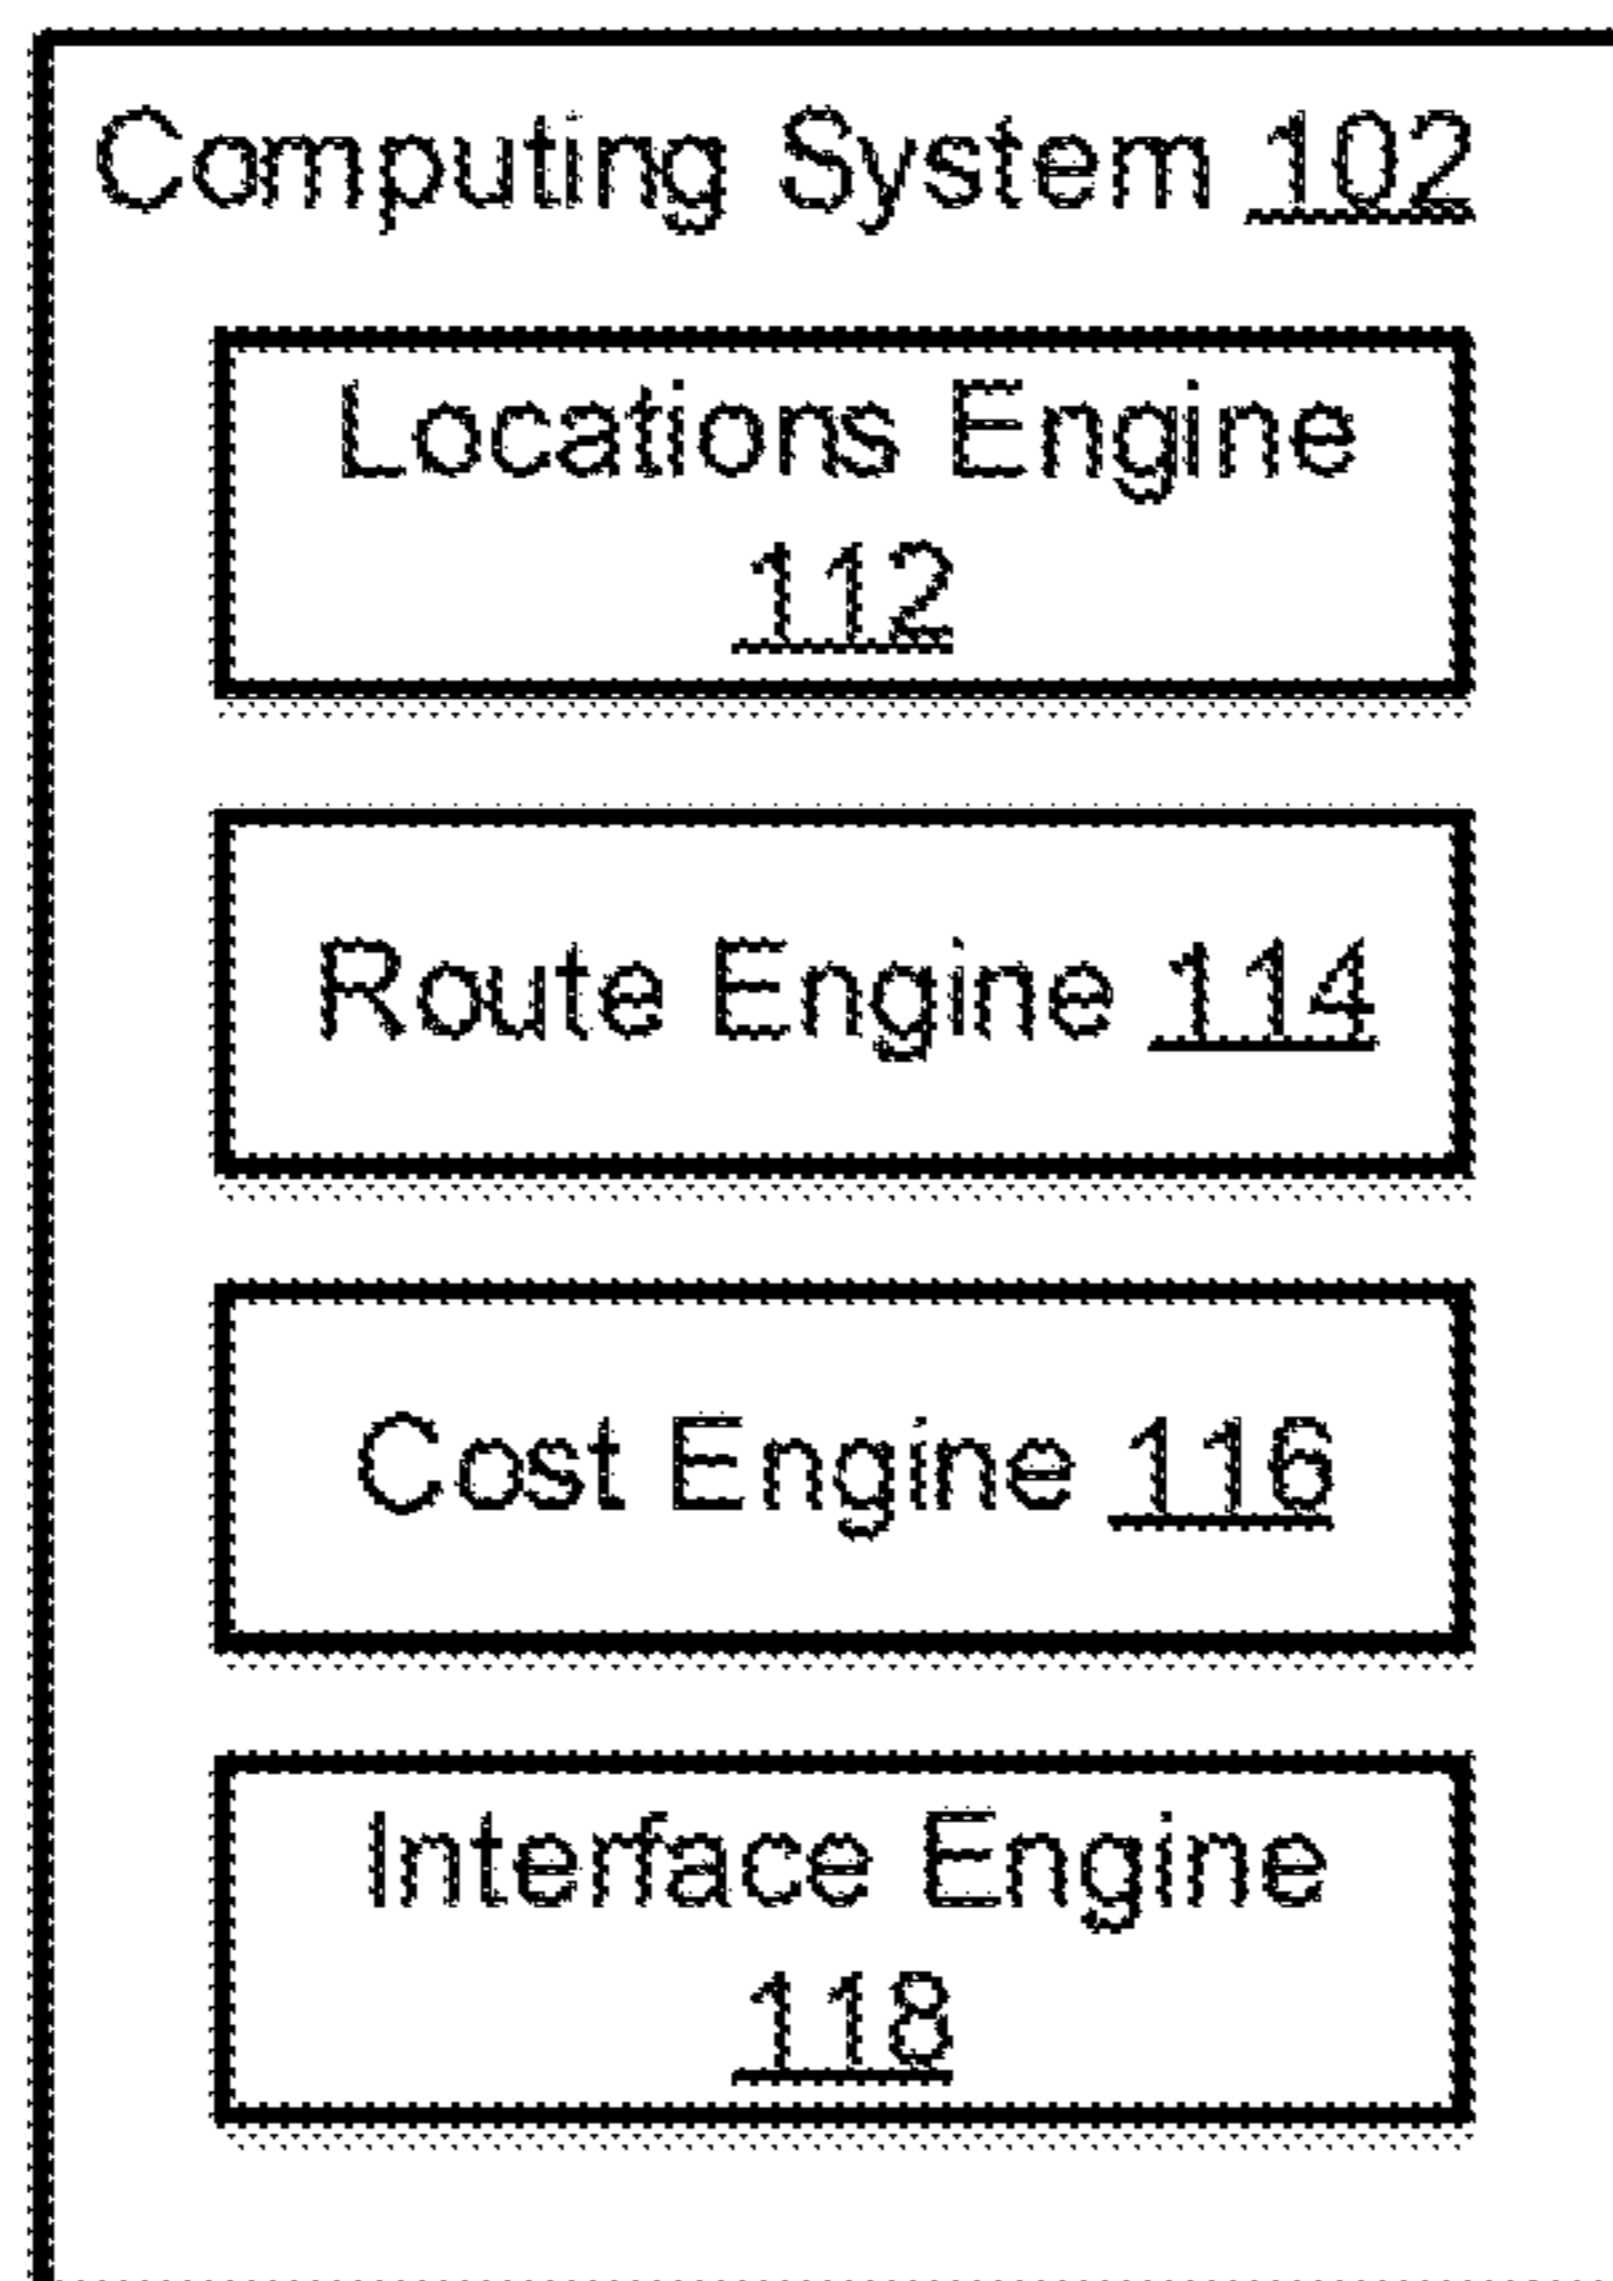 Computing System 102
Locations Engine
112
Route Engine 114
Cost Engine 116
Interface Engine
118